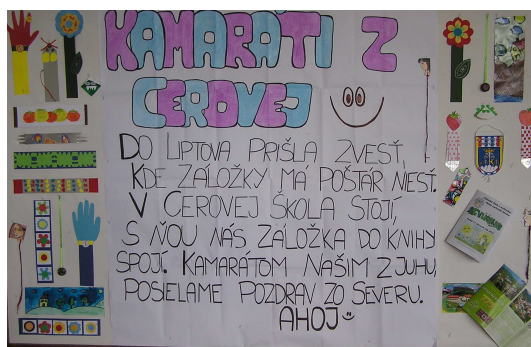 KAMARÁTI Z
CEROVEJ
DO LIPTOVA PRIŠLA ZVESŤ,
KDE ZÁLOŽKY MÁ POŠTÁR NIESŤ.
V CEROVEJ ŠKOLA STOJÍ,
S ŇOU NÁS ZÁLOŽKA DO KNIHY
SPOJÍ. KAMARÁTOM NAŠIM Z JUHU,
POSIELAME POZDRAV ZO SEVERU.
AHOJ